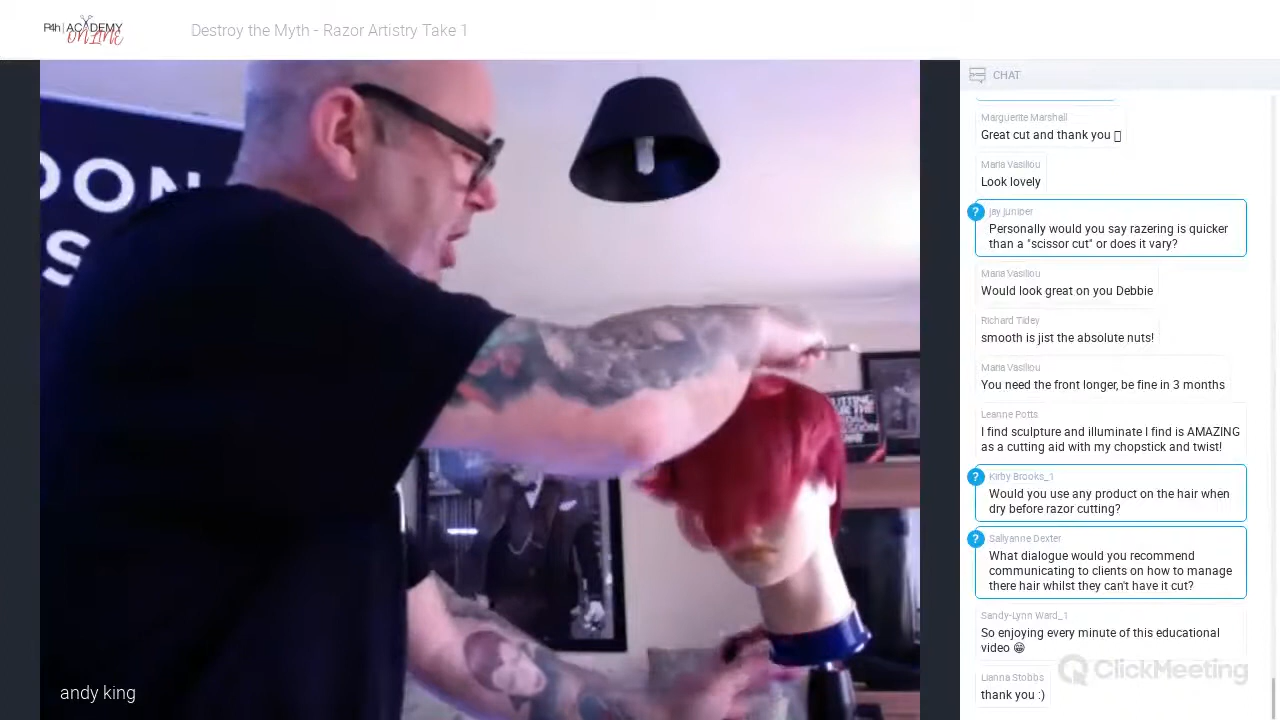 P4h | ACADEMY
ONLINE
Destroy the Myth - Razor Artistry Take 1
CHAT
Marguerite Marshall
Great cut and thank you
Maria Vasiliou
Look lovely
jay juniper
Personally would you say razering is quicker
than a "scissor cut" or does it vary?
Maria Vasiliou
Would look great on you Debbie
Richard Tidey
smooth is jist the absolute nuts!
Maria Vasiliou
You need the front longer, be fine in 3 months
Leanne Potts
I find sculpture and illuminate I find is AMAZING
as a cutting aid with my chopstick and twist!
Kirby Brooks_1
Would you use any product on the hair when
dry before razor cutting?
Sallyanne Dexter
What dialogue would you recommend
communicating to clients on how to manage
there hair whilst they can't have it cut?
Sandy-Lynn Ward_1
So enjoying every minute of this educational
video 😁
Lianna Stobbs
thank you :)
ClickMeeting
andy king